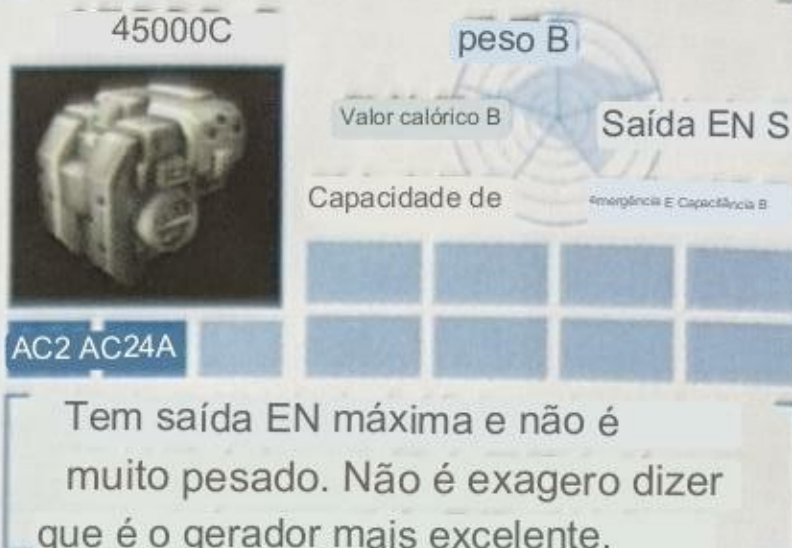 45000C
peso B
Valor calórico B
Saída EN S
Capacidade de
emergência E Capacitância B
AC2 AC24A
Tem saída EN máxima e não é
muito pesado. Não é exagero dizer
que é o gerador mais excelente.